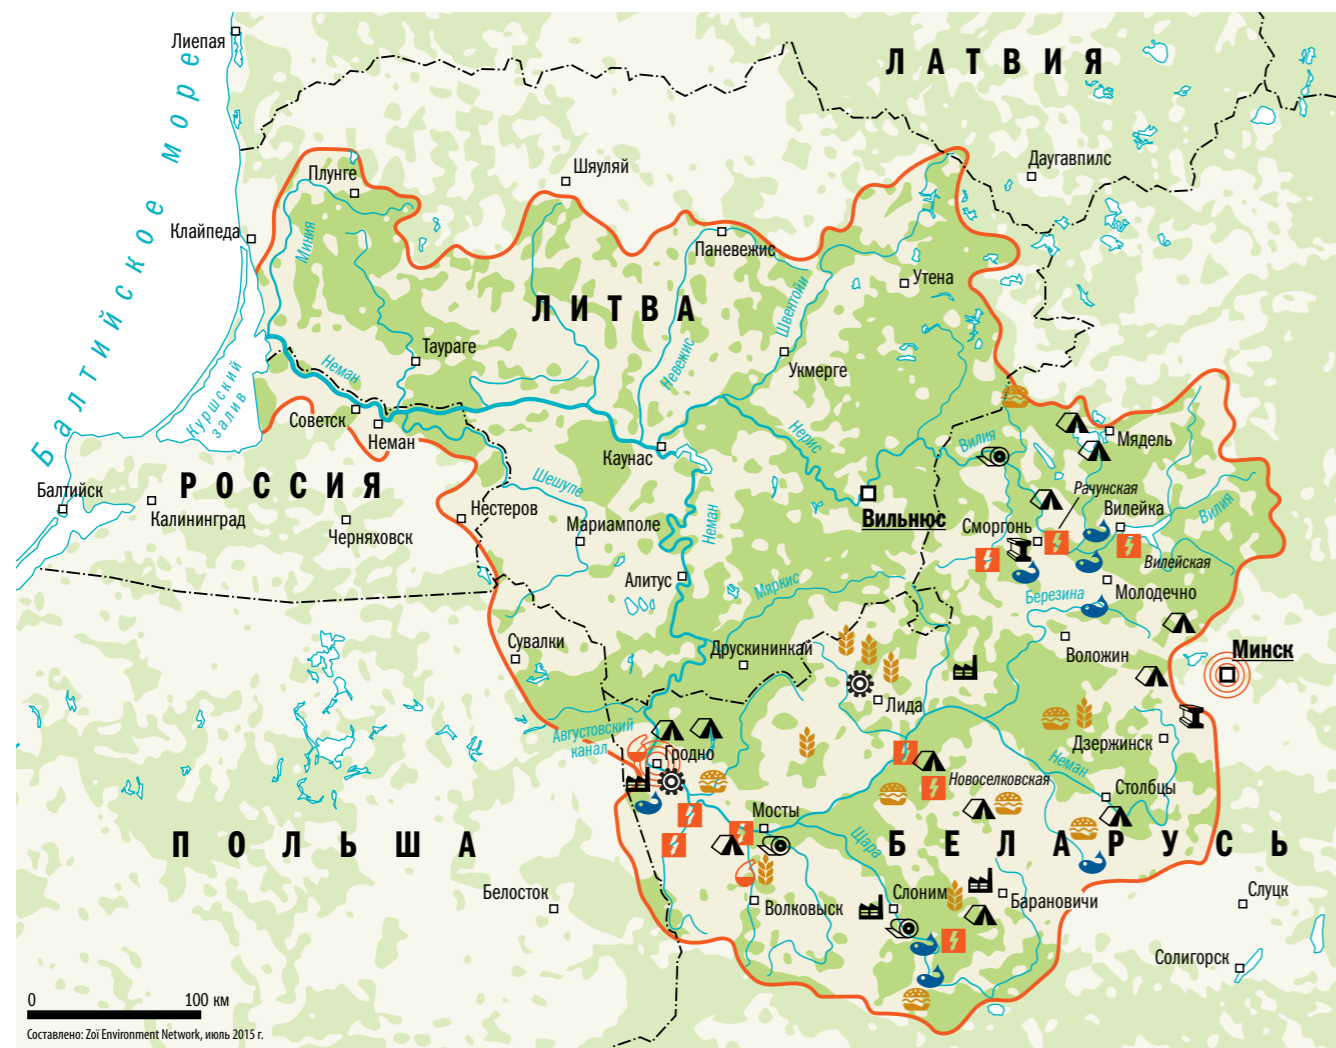 Лиепая
ЛАТВИЯ
Балтийское море
Даугавпилс
Шяуляй
Плунге
Клайпеда
Миния
Паневежис
Утена
ЛИТВА
Швентойи
Таураге
Невежис
Укмерге
Неман
Куршский
залив
Советск
Неман
Каунас
Нерис
Вилия
Мядель
РОССИЯ
Шешуле
Рачунская
Балтийск
Калининград
Нестеров
Вильнюс
Сморгонь
Вилейка
Вилия
Черняховск
Мариамполе
Неман
Вилейская
Алитус
Мяркис
Березина
Молодечно
Сувалки
Друскининкай
Воложин
Минск
Лида
Августовский
канал
Гродно
Дзержинск
Неман
Новоселковская
Столбцы
Мосты
ПОЛЬША
Щара
БЕЛАРУСЬ
Белосток
Слоним
Барановичи
Слуцк
Волковыск
Солигорск
0 100 км
Составлено: Zoï Environment Network, июль 2015 г.